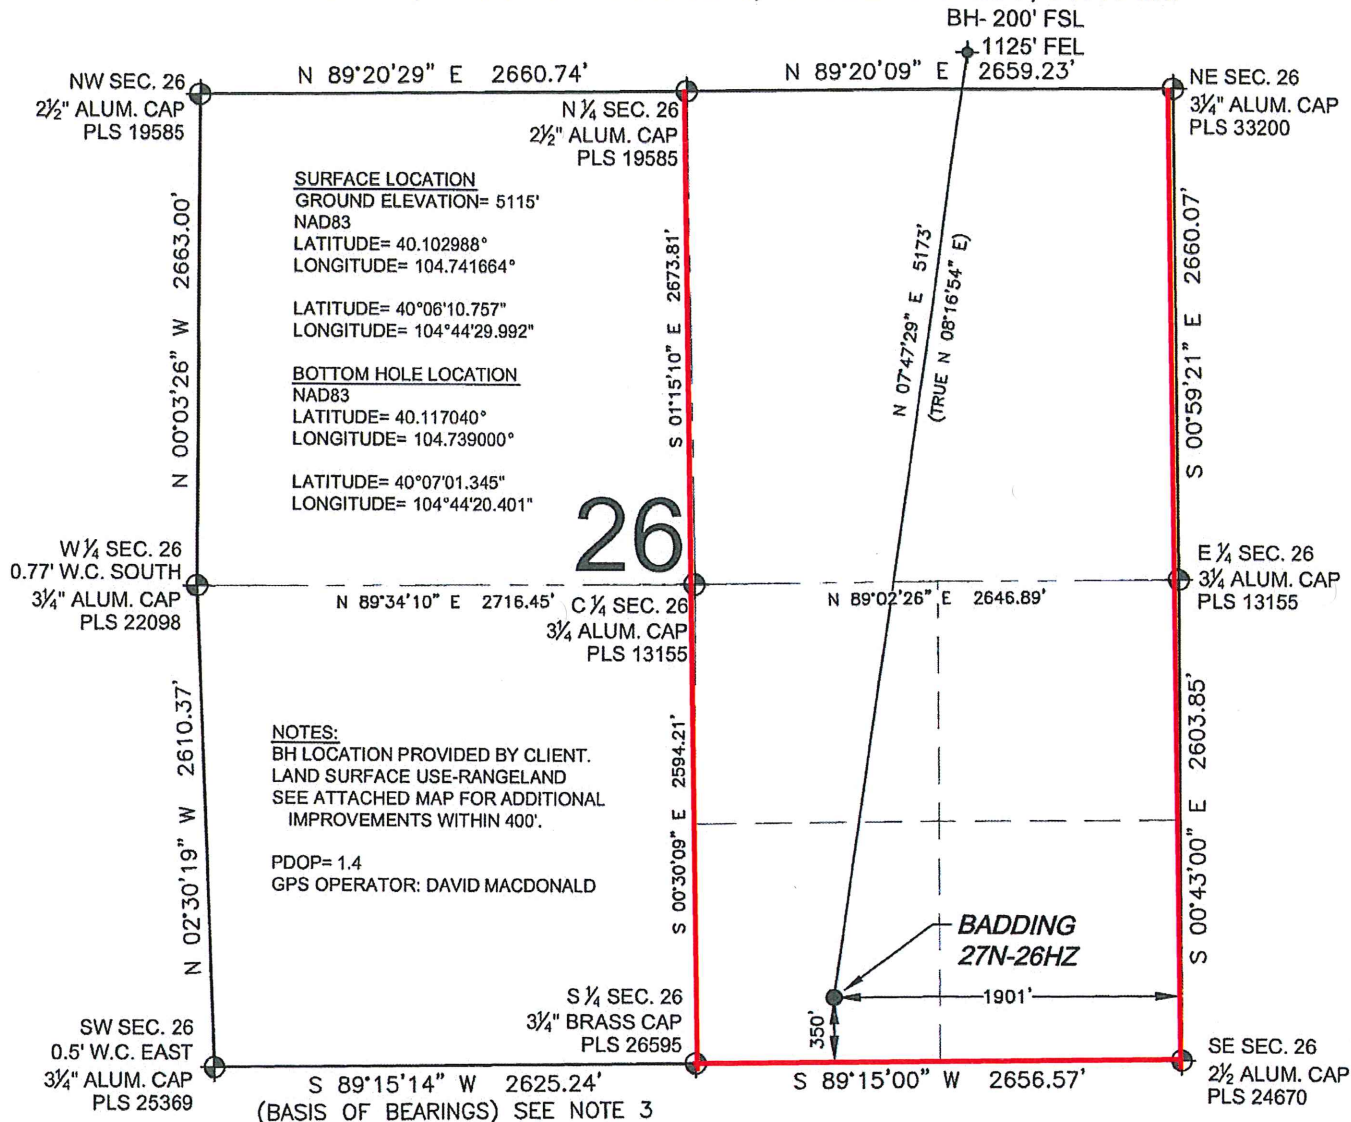 BH- 200' FSL
1125' FEL
N 89°20'29" E 2660.74'
N 89°20'09" E 2659.23'
NW SEC. 26
2½" ALUM. CAP
PLS 19585
N ¼ SEC. 26
2½" ALUM. CAP
PLS 19585
NE SEC. 26
3¼" ALUM. CAP
PLS 33200
SURFACE LOCATION
GROUND ELEVATION= 5115'
NAD83
LATITUDE= 40.102988°
LONGITUDE= 104.741664°
LATITUDE= 40°06'10.757"
LONGITUDE= 104°44'29.992"
BOTTOM HOLE LOCATION
NAD83
LATITUDE= 40.117040°
LONGITUDE= 104.739000°
LATITUDE= 40°07'01.345"
LONGITUDE= 104°44'20.401"
N 00°03'26" W 2663.00'
S 01°15'10" E 2673.81'
N 07°47'29" E 5173'
(TRUE N 08°16'54" E)
S 00°59'21" E 2660.07'
26
W ¼ SEC. 26
0.77' W.C. SOUTH
3¼" ALUM. CAP
PLS 22098
N 89°34'10" E 2716.45'
C ¼ SEC. 26
3¼ ALUM. CAP
PLS 13155
N 89°02'26" E 2646.89'
E ¼ SEC. 26
3¼ ALUM. CAP
PLS 13155
N 02°30'19" W 2610.37'
NOTES:
BH LOCATION PROVIDED BY CLIENT.
LAND SURFACE USE-RANGELAND
SEE ATTACHED MAP FOR ADDITIONAL
IMPROVEMENTS WITHIN 400'.
PDOP= 1.4
GPS OPERATOR: DAVID MACDONALD
S 00°30'09" E 2594.21'
S 00°43'00" E 2603.85'
BADDING
27N-26HZ
1901'
350'
S ¼ SEC. 26
3¼" BRASS CAP
PLS 26595
SW SEC. 26
0.5' W.C. EAST
3¼" ALUM. CAP
PLS 25369
SE SEC. 26
2½ ALUM. CAP
PLS 24670
S 89°15'14" W 2625.24'
(BASIS OF BEARINGS) SEE NOTE 3
S 89°15'00" W 2656.57'